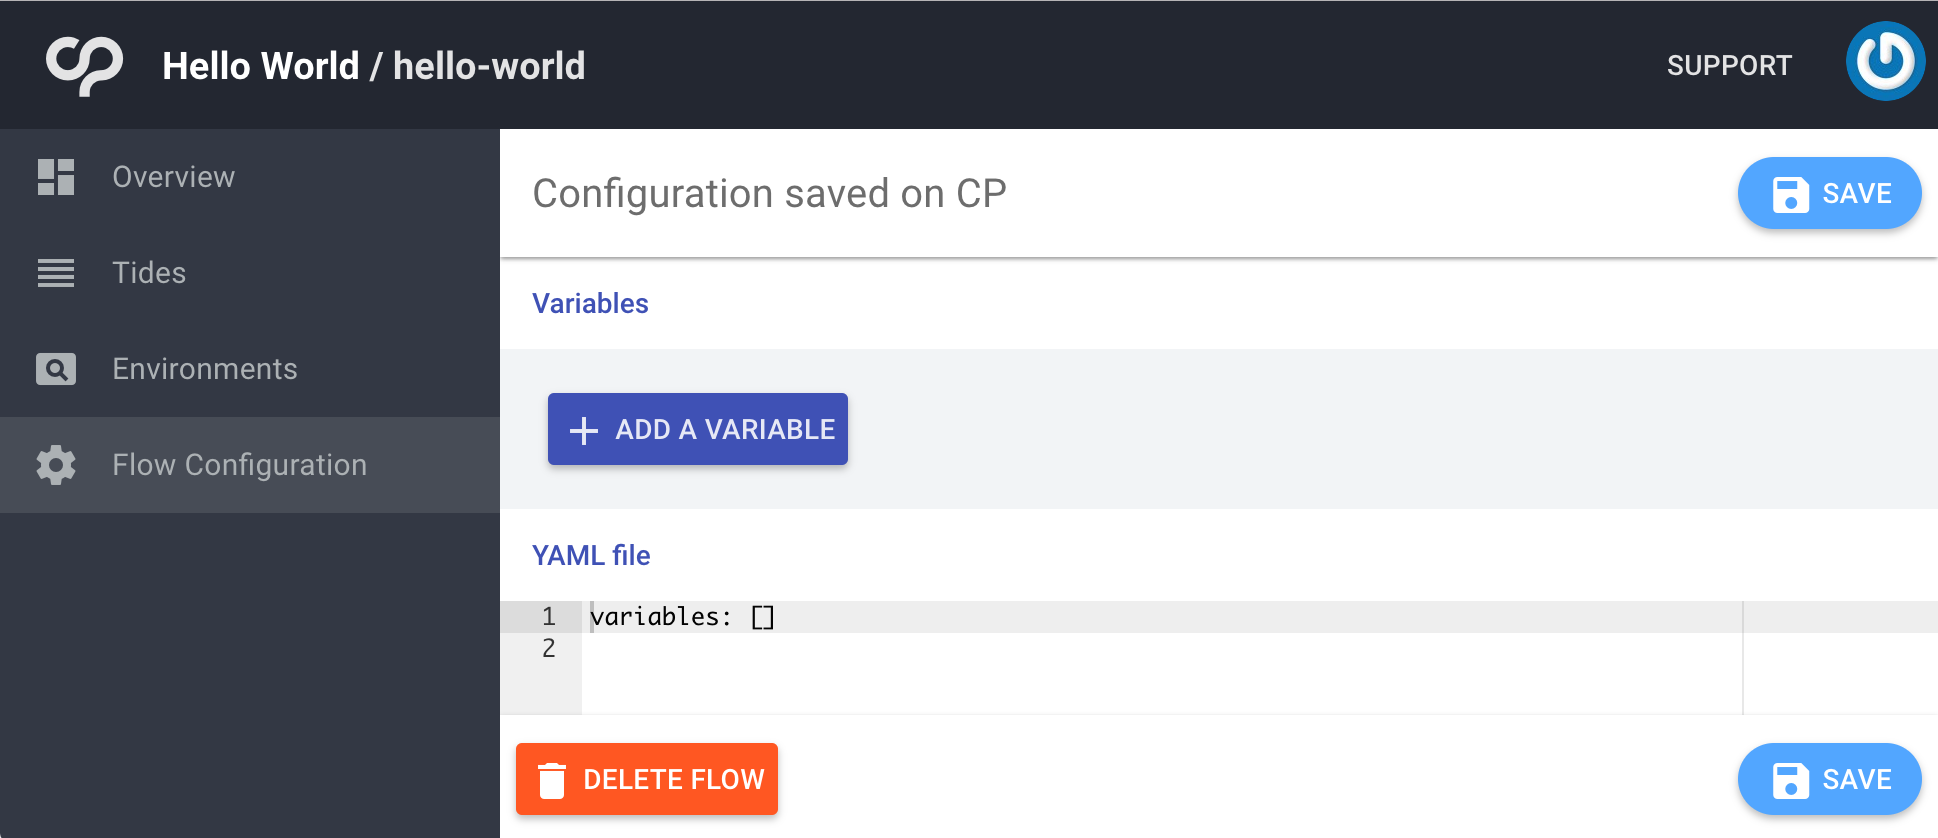 Hello World / hello-world
SUPPORT
Overview
Tides
Environments
Flow Configuration
Configuration saved on CP
SAVE
Variables
ADD A VARIABLE
YAML file
1 variables: []
2
DELETE FLOW
SAVE